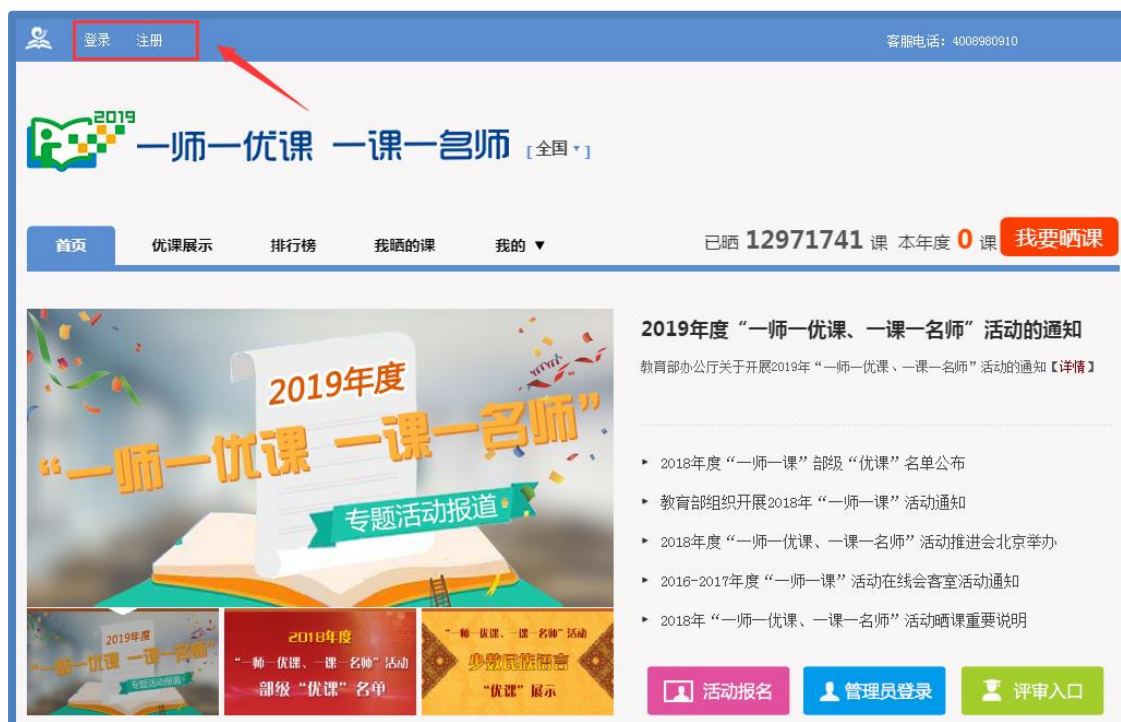 登录 注册 客服电话：4008980910
2019
一师一优课 一课一名师 [全国▼]
首页 优课展示 排行榜 我晒的课 我的 ▼ 已晒 12971741 课 本年度 0 课 我要晒课
2019年度
“一师一优课 一课一名师”
专题活动报道
2019年度“一师一优课、一课一名师”活动的通知
教育部办公厅关于开展2019年“一师一优课、一课一名师”活动的通知【详情】
2018年度“一师一课”部级“优课”名单公布
教育部组织开展2018年“一师一课”活动通知
2018年度“一师一优课、一课一名师”活动推进会北京举办
2016-2017年度“一师一课”活动在线会客室活动通知
2018年“一师一优课、一课一名师”活动晒课重要说明
2019年度
“一师一优课 一课一名师”
专题活动报道
2018年度
“一师一优课、一课一名师”活动
部级“优课”名单
“一师一优课、一课一名师”活动
少数民族语言
“优课”展示
活动报名 管理员登录 评审入口